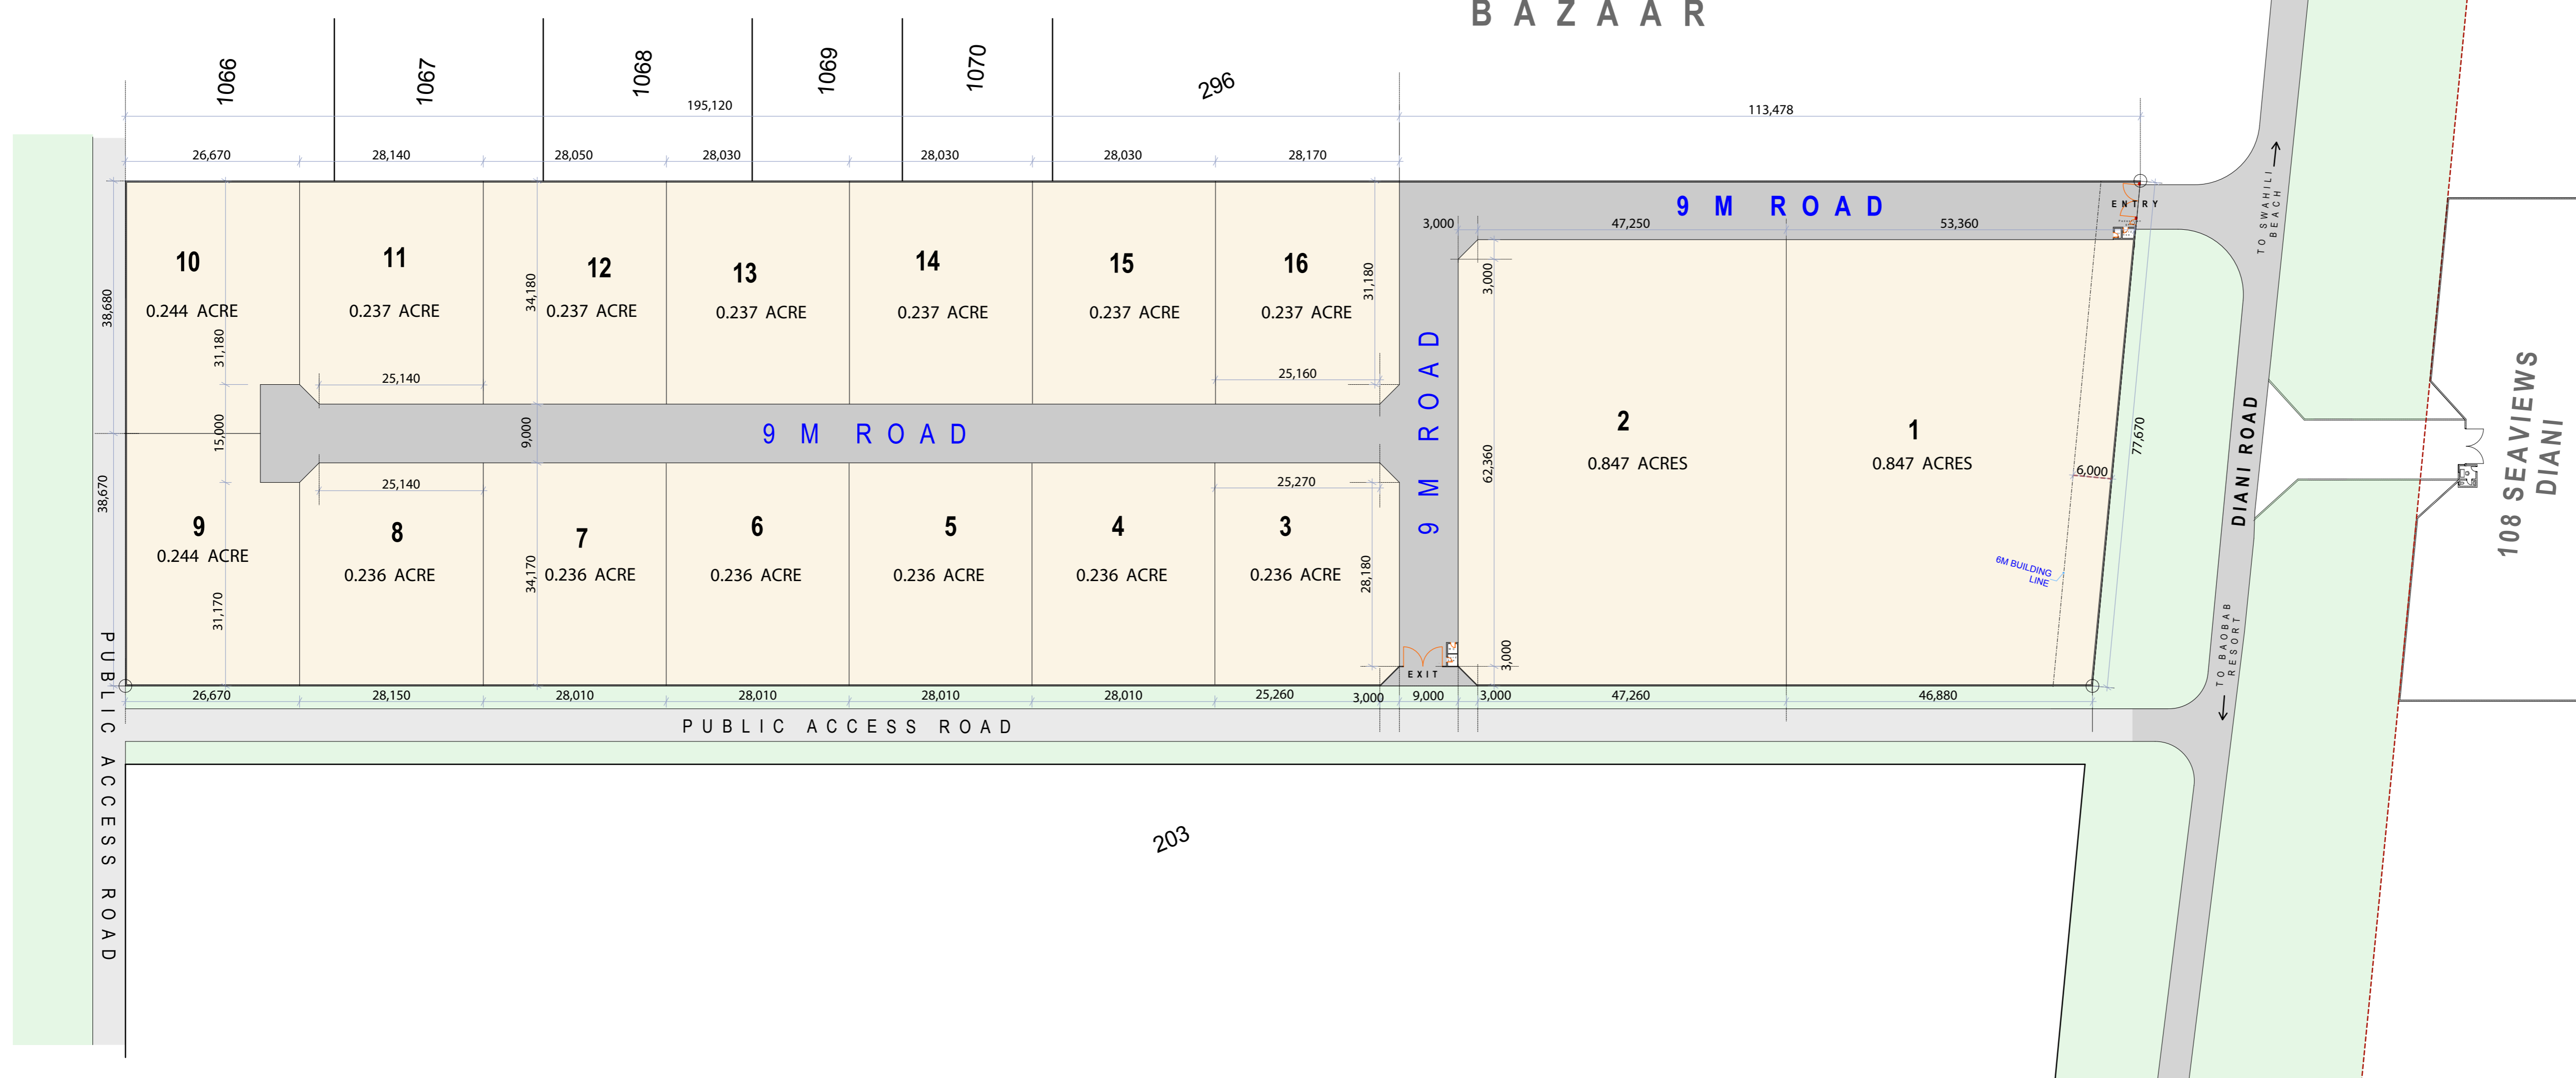 BAZAAR
1066
1067
1068
1069
1070
296
195,120
113,478
26,670
28,140
28,050
28,030
28,030
28,030
28,170
9 M ROAD
ENTRY
3,000
47,250
53,360
TO SWAHILI
BEACH
10
0.244 ACRE
11
0.237 ACRE
12
0.237 ACRE
13
0.237 ACRE
14
0.237 ACRE
15
0.237 ACRE
16
0.237 ACRE
38,680
31,180
34,180
31,180
3,000
25,140
25,160
15,000
9,000
9 M ROAD
9 M ROAD
62,360
2
0.847 ACRES
1
0.847 ACRES
6,000
77,670
6M BUILDING
LINE
DIANI ROAD
108 SEAVIEWS
DIANI
38,670
25,140
25,270
9
0.244 ACRE
8
0.236 ACRE
7
0.236 ACRE
6
0.236 ACRE
5
0.236 ACRE
4
0.236 ACRE
3
0.236 ACRE
31,170
34,170
28,180
3,000
EXIT
TO BAOBAB
RESORT
26,670
28,150
28,010
28,010
28,010
28,010
25,260
3,000
9,000
3,000
47,260
46,880
PUBLIC ACCESS ROAD
PUBLIC ACCESS ROAD
203